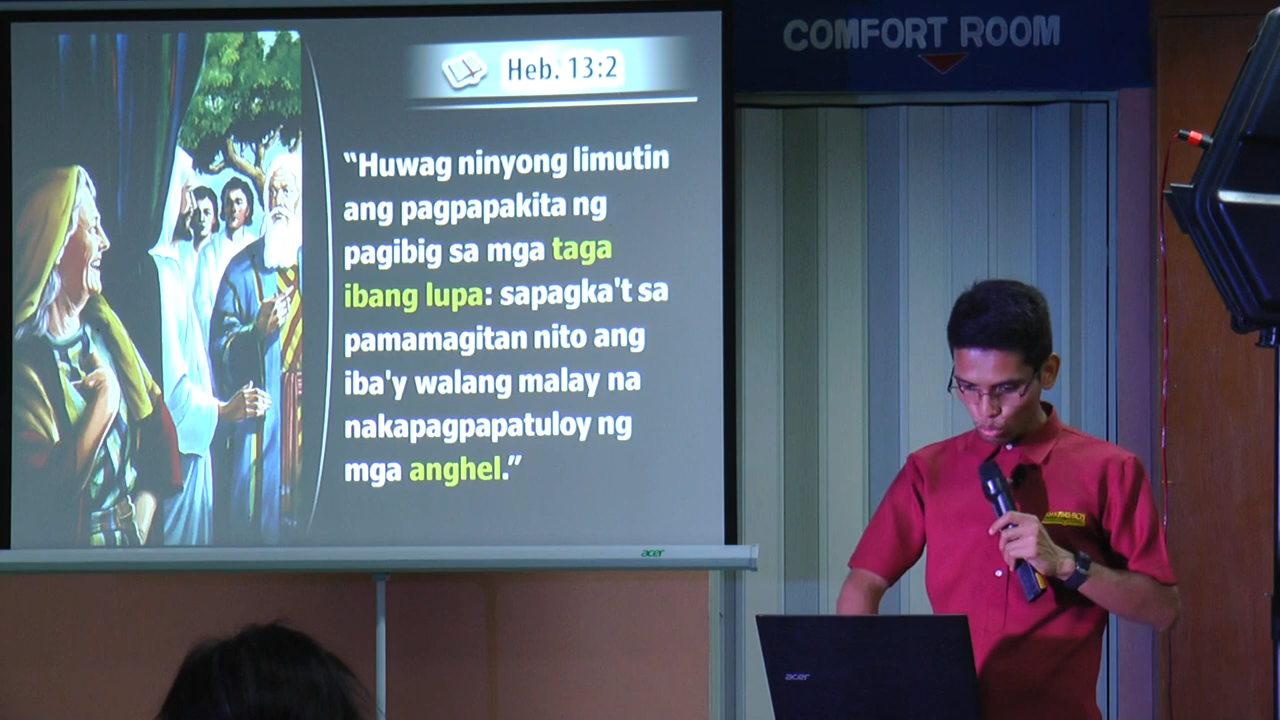 COMFORT ROOM
Heb. 13:2
“Huwag ninyong limutin
ang pagpapakita ng
pagibig sa mga taga
ibang lupa: sapagka't sa
pamamagitan nito ang
iba'y walang malay na
nakapagpapatuloy ng
mga anghel.”
acer
acer